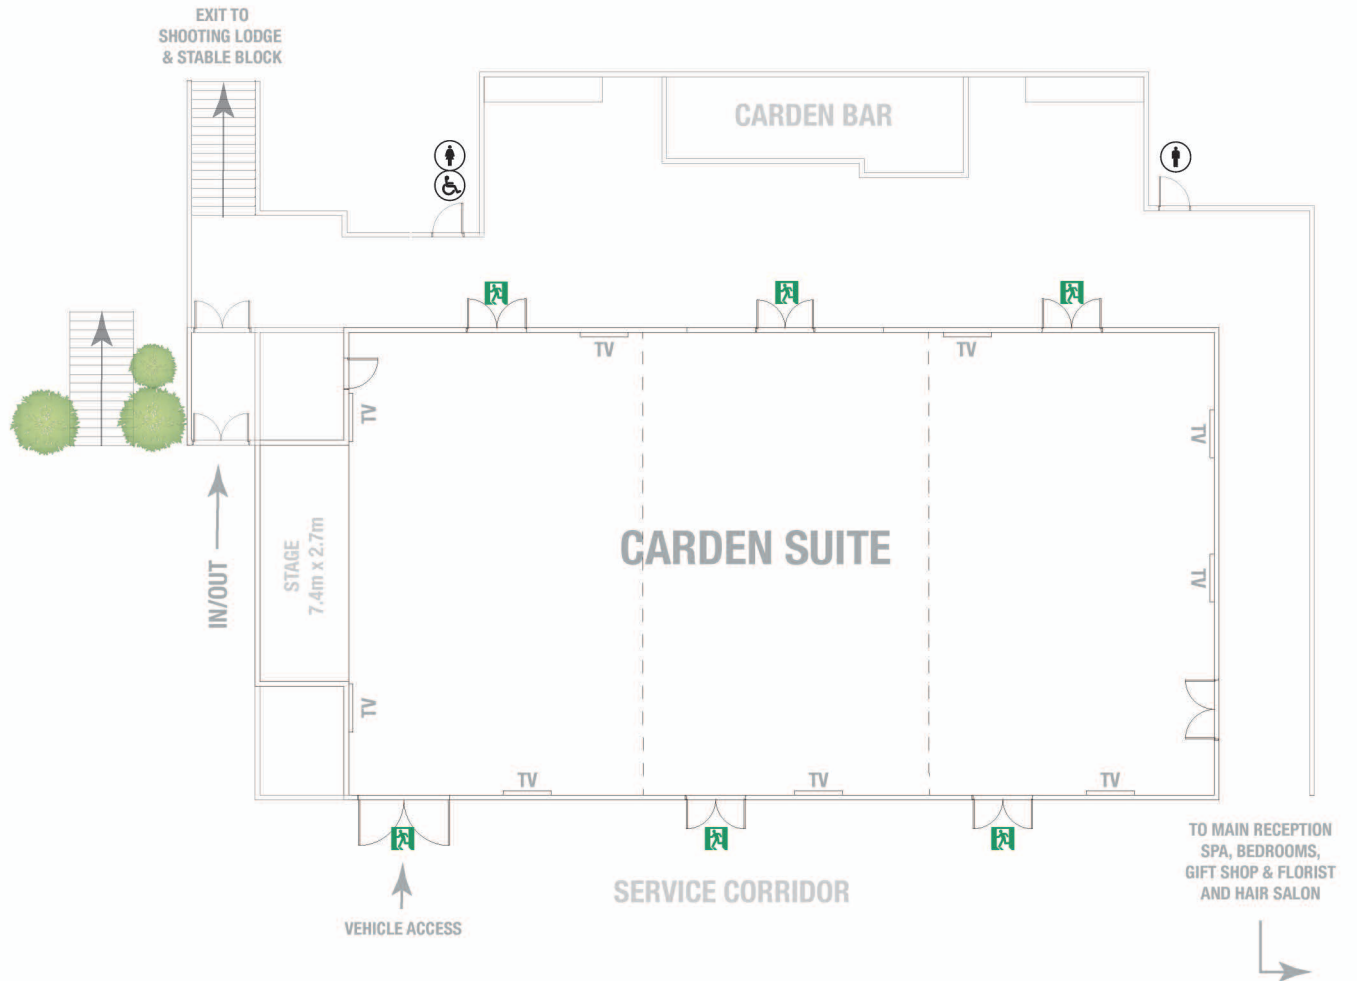 EXIT TO
SHOOTING LODGE
& STABLE BLOCK
CARDEN BAR
TV
TV
TV
TV
CARDEN SUITE
STAGE
7.4m x 2.7m
IN/OUT
TV
TV
TV
TV
TV
SERVICE CORRIDOR
VEHICLE ACCESS
TO MAIN RECEPTION
SPA, BEDROOMS,
GIFT SHOP & FLORIST
AND HAIR SALON